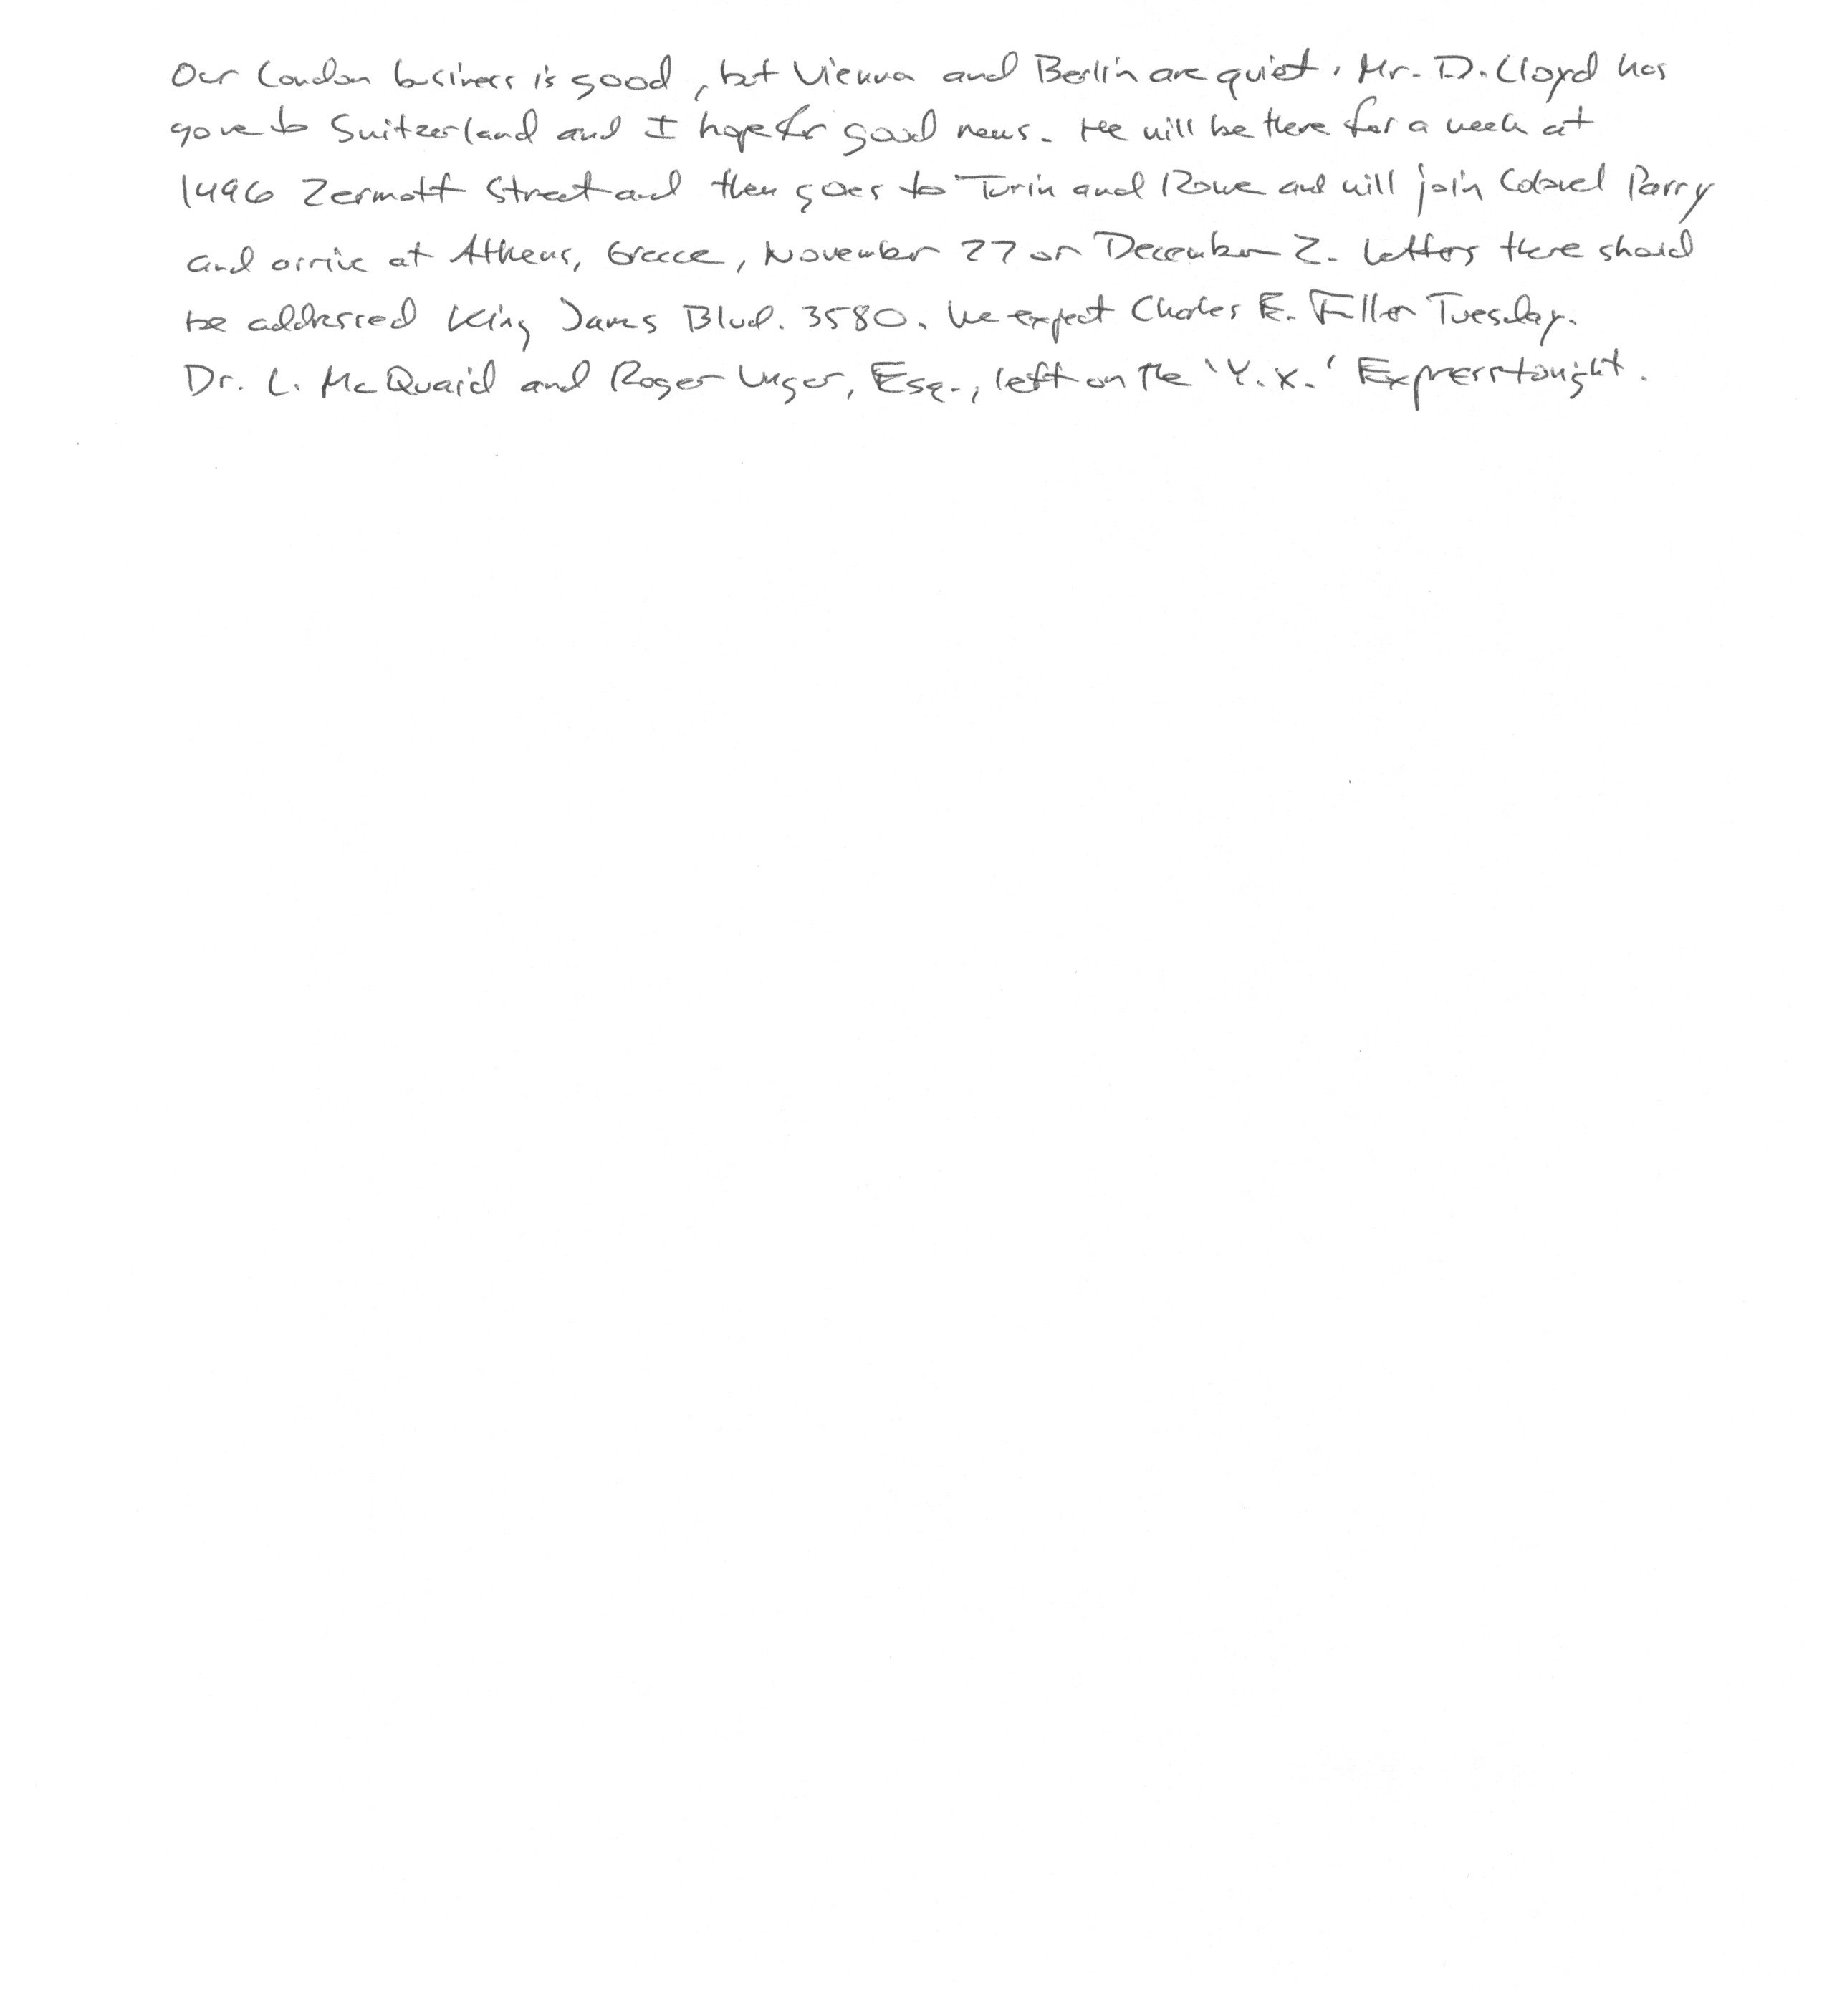 Our London business is good, but Vienna and Berlin are quiet. Mr. D. Lloyd has
gone to Switzerland and I hope for good news. He will be there for a week at
1496 Zermott Street and then goes to Turin and Rome and will join Colonel Parry
and arrive at Athens, Greece, November 27 or December 2. Letters there should
be addressed King James Blvd. 3580. We expect Charles E. Fuller Tuesday.
Dr. L. McQuaid and Roger Unger, Esq., left on the 'Y.X.' Express tonight.